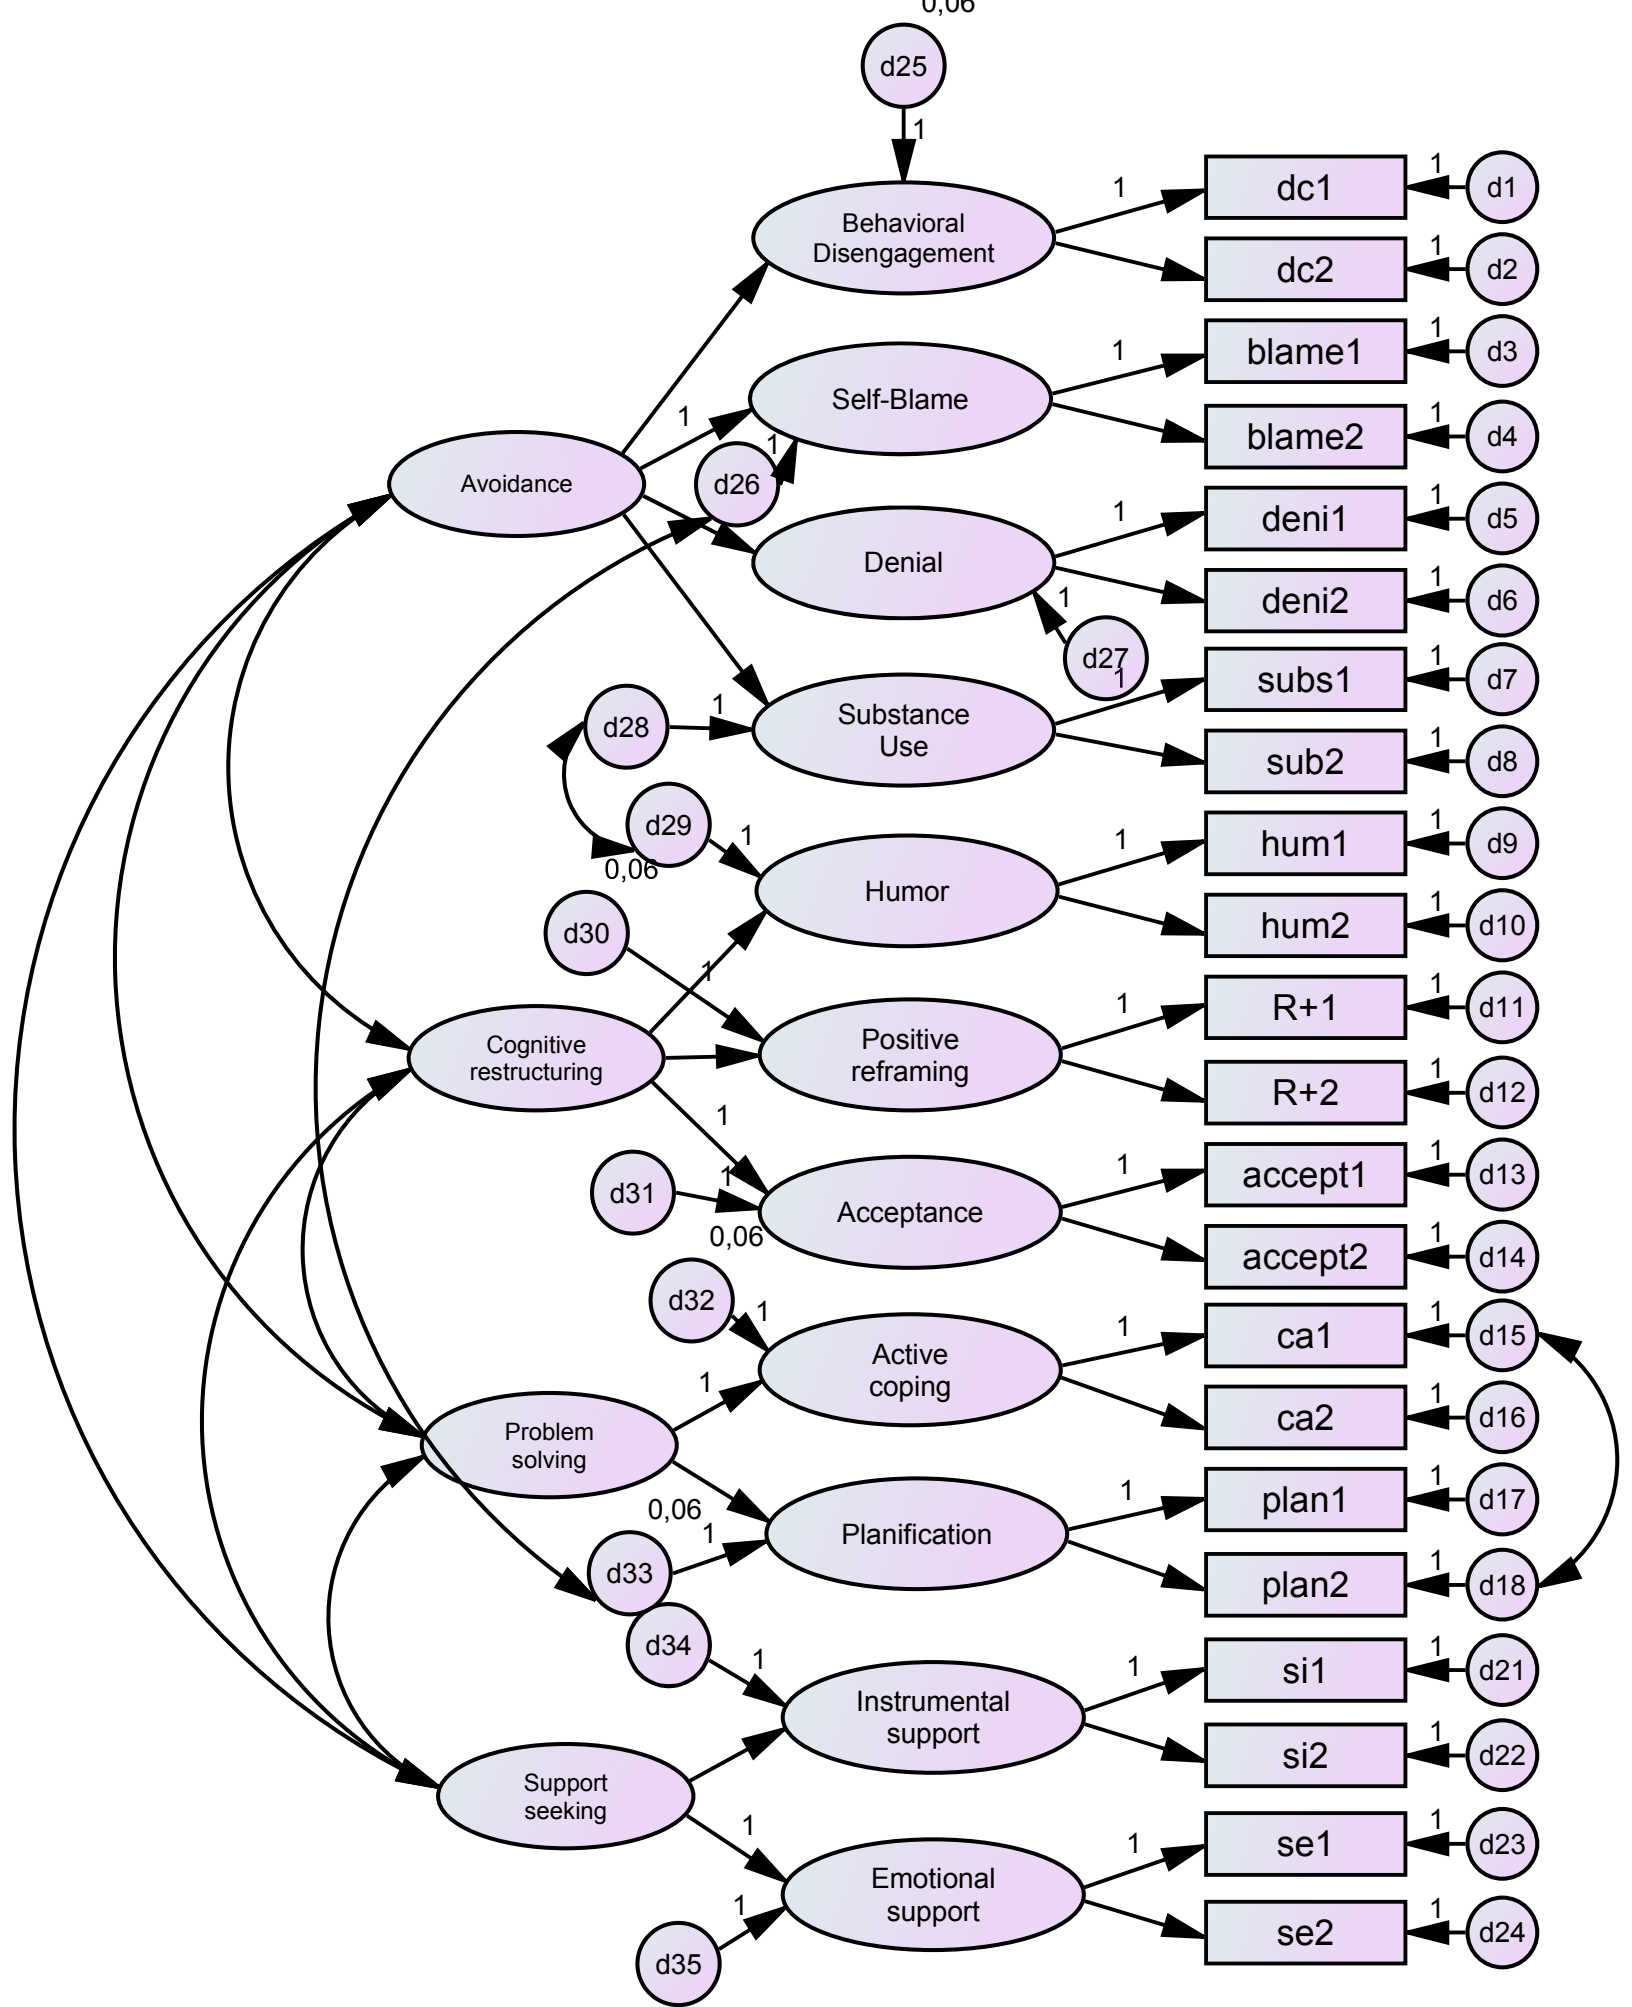 0,06
d25
1
Behavioral
Disengagement
1
dc1
1
d1
dc2
1
d2
Avoidance
1
Self-Blame
1
blame1
1
d3
blame2
1
d4
d26
1
Denial
1
deni1
1
d5
deni2
1
d6
d27
1
d28
1
Substance
Use
1
subs1
1
d7
sub2
1
d8
d29
1
0,06
Humor
1
hum1
1
d9
hum2
1
d10
d30
1
Cognitive
restructuring
Positive
reframing
1
R+1
1
d11
R+2
1
d12
1
d31
1
0,06
Acceptance
1
accept1
1
d13
accept2
1
d14
d32
1
Active
coping
1
ca1
1
d15
ca2
1
d16
Problem
solving
1
0,06
d33
1
Planification
1
plan1
1
d17
plan2
1
d18
d34
1
Instrumental
support
1
si1
1
d21
si2
1
d22
Support
seeking
1
Emotional
support
1
se1
1
d23
se2
1
d24
d35
1